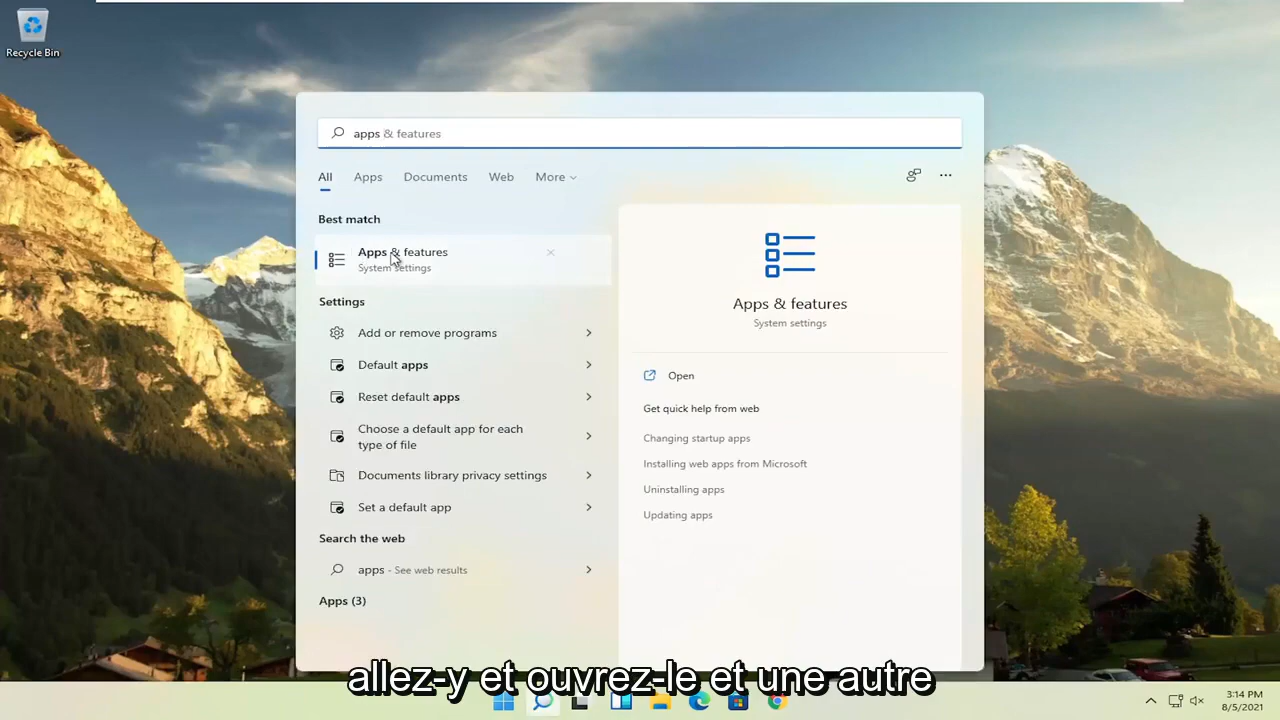 Recycle Bin
apps & features
All Apps Documents Web More
Best match
Apps & features
System settings
Settings
Add or remove programs
Default apps
Reset default apps
Choose a default app for each
type of file
Documents library privacy settings
Set a default app
Search the web
apps - See web results
Apps (3)
Apps & features
System settings
Open
Get quick help from web
Changing startup apps
Installing web apps from Microsoft
Uninstalling apps
Updating apps
allez-y et ouvrez-le et une autre
3:14 PM
8/5/2021